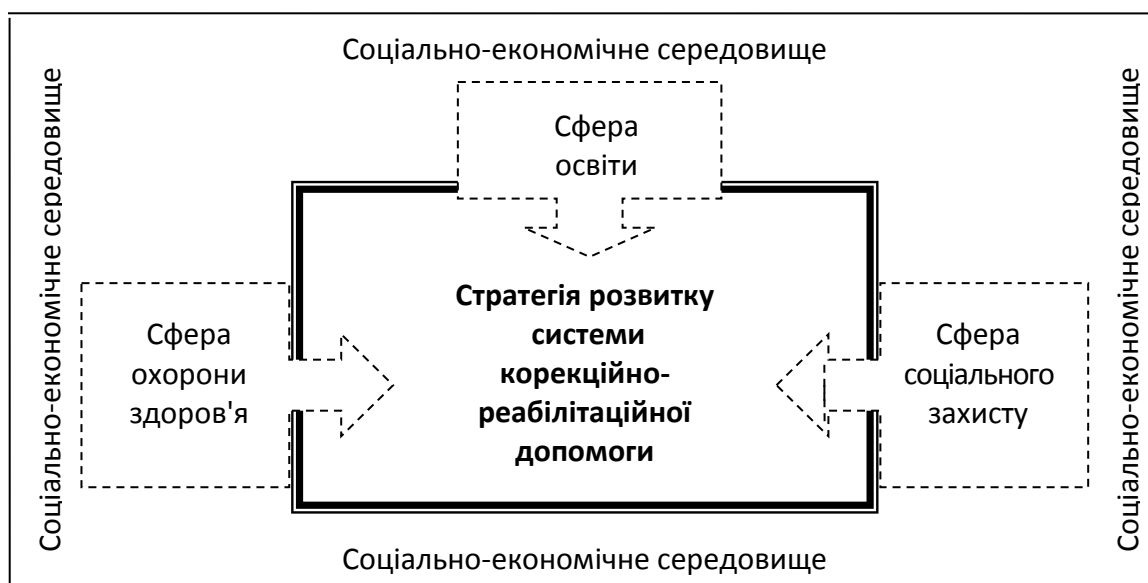 Соціально-економічне середовище
Соціально-економічне середовище
Соціально-економічне середовище
Сфера
освіти
Стратегія розвитку
системи
корекційно-
реабілітаційної
допомоги
Сфера
охорони
здоров'я
Сфера
соціального
захисту
Соціально-економічне середовище